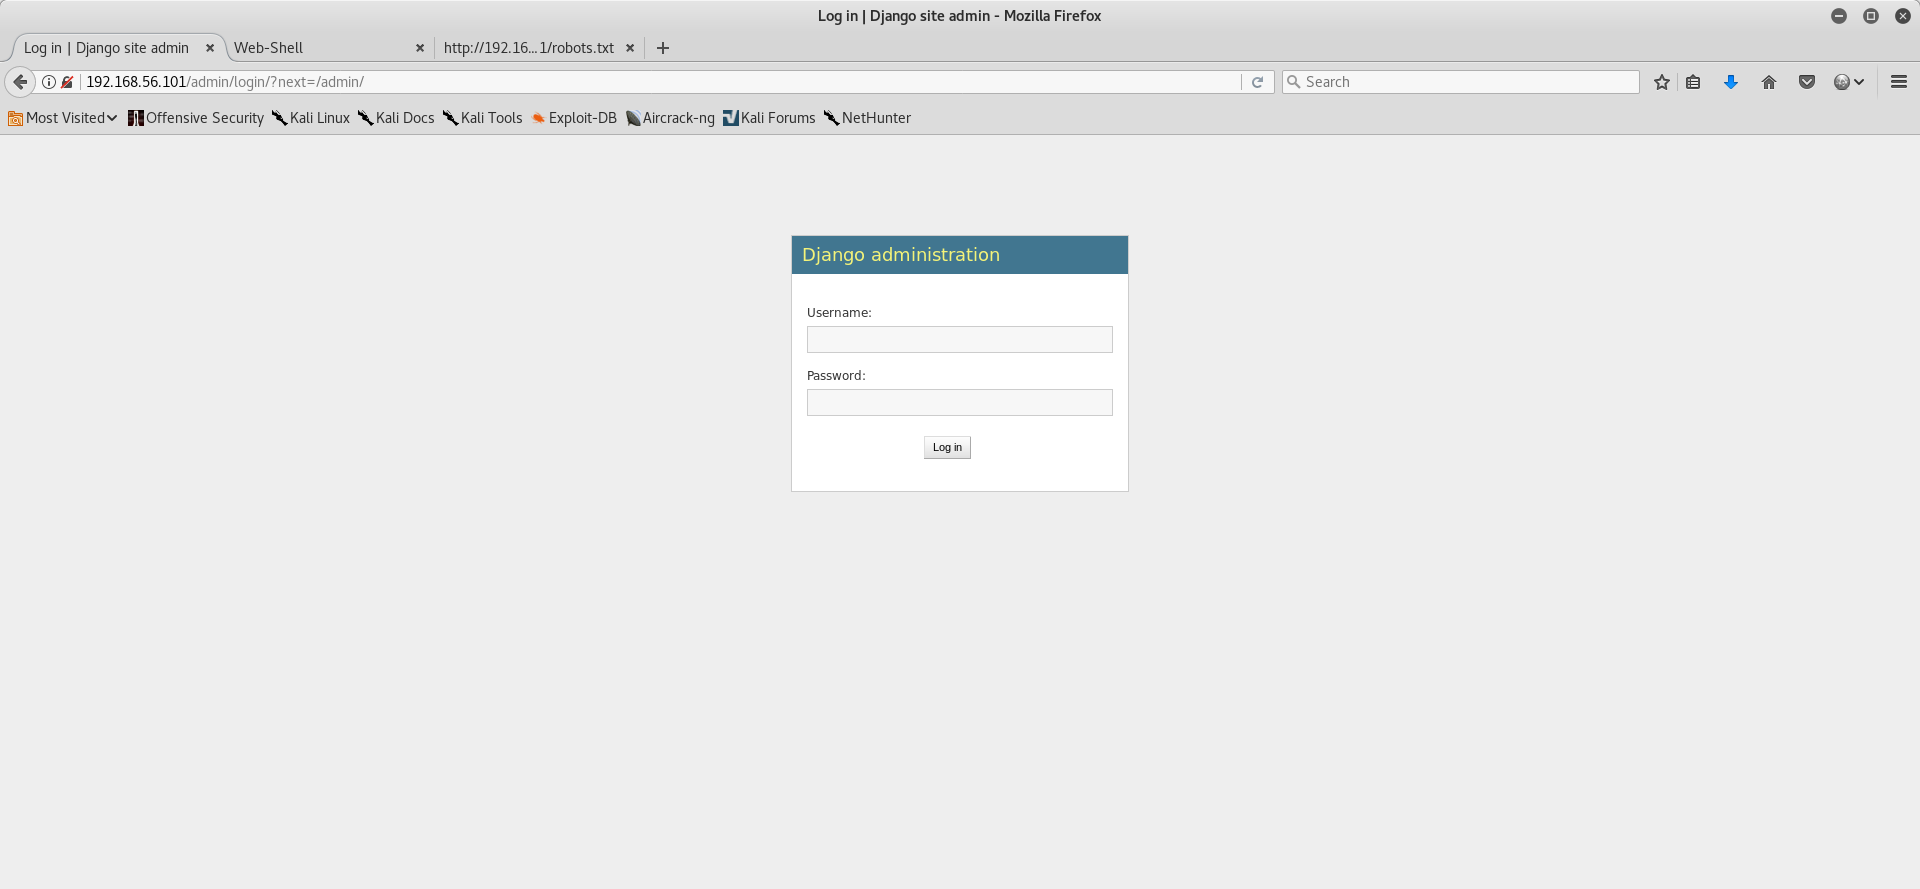 Log in | Django site admin - Mozilla Firefox
Log in | Django site admin Web-Shell http://192.16...1/robots.txt
192.168.56.101/admin/login/?next=/admin/ Search
Most Visited Offensive Security Kali Linux Kali Docs Kali Tools Exploit-DB Aircrack-ng Kali Forums NetHunter
Django administration
Username:
Password:
Log in